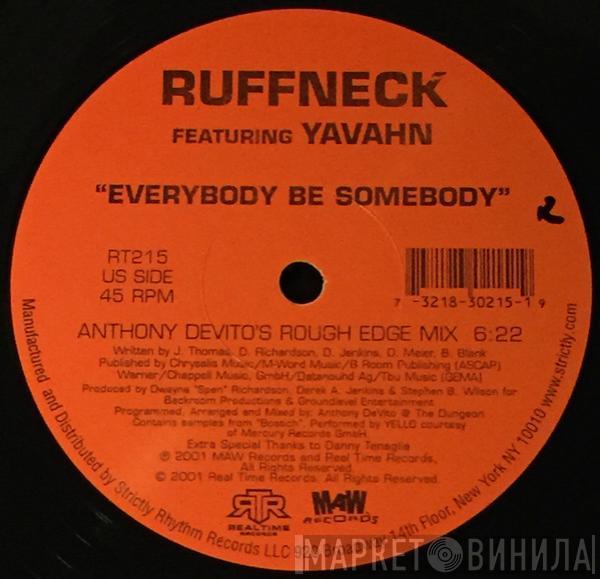 RUFFNECK
FEATURING YAVAHN
"EVERYBODY BE SOMEBODY"
RT215
US SIDE
45 RPM
7 -3218-30215-1 9
ANTHONY DEVITO'S ROUGH EDGE MIX 6:22
Written by J. Thomas, D. Richardson, D. Jenkins, D. Meier, B. Blank
Published by Chrysalis Music/M-Word Music/B Room Publishing (ASCAP)
Warner/Chappell Music, GmbH/Datanound Ag/Tbu Music (GEMA)
Produced by Dwayne "Spen" Richardson, Derek A. Jenkins & Stephen B. Wilson for
Backroom Productions & Groundlevel Entertainment
Programmed, Arranged and Mixed by: Anthony DeVito @ The Dungeon
Contains samples from "Bostich", Performed by YELLO courtesy
of Mercury Records GmbH
Extra Special Thanks to Danny Tenaglia
℗ 2001 MAW Records and Real Time Records,
All Rights Reserved.
© 2001 Real Time Records. All Rights Reserved.
RTR
REALTIME
RECORDS
MAW
RECORDS
Manufactured and Distributed by Strictly Rhythm Records LLC 920 Broadway 14th Floor, New York NY 10010 www.strictly.com
МАРКЕТ ВИНИЛА